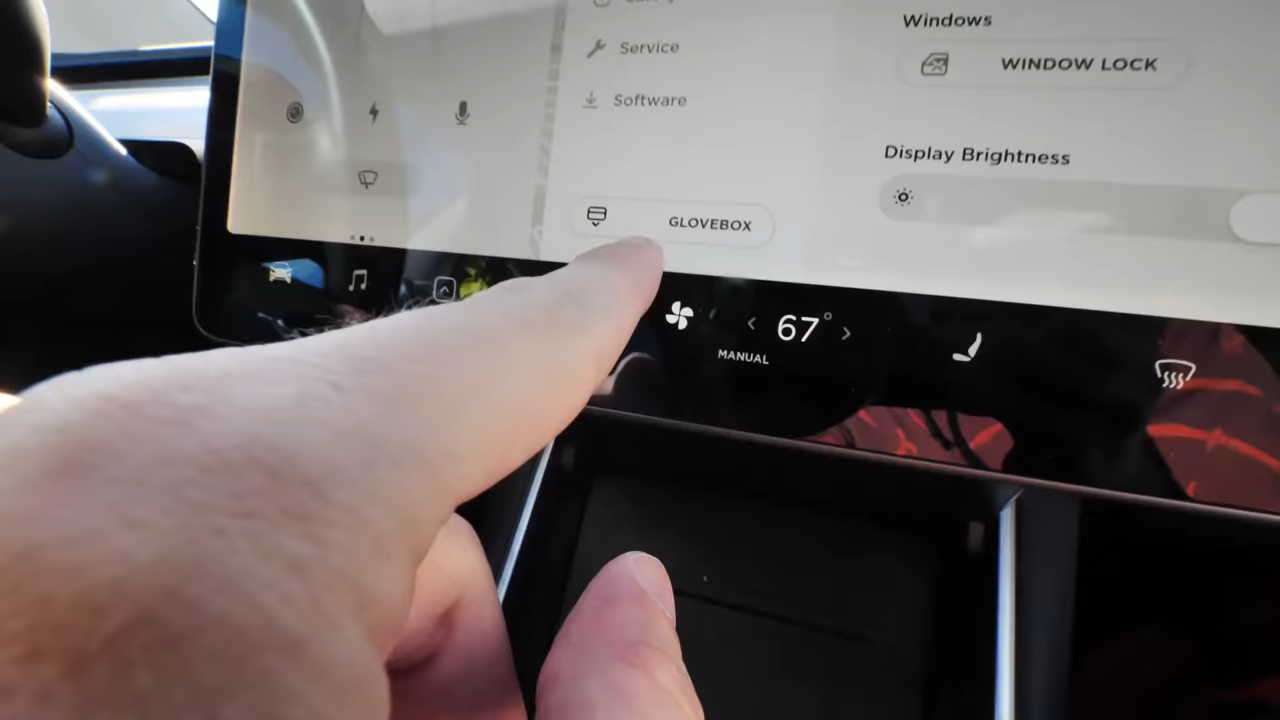 Windows
Service
WINDOW LOCK
Software
Display Brightness
GLOVEBOX
< 67° >
MANUAL